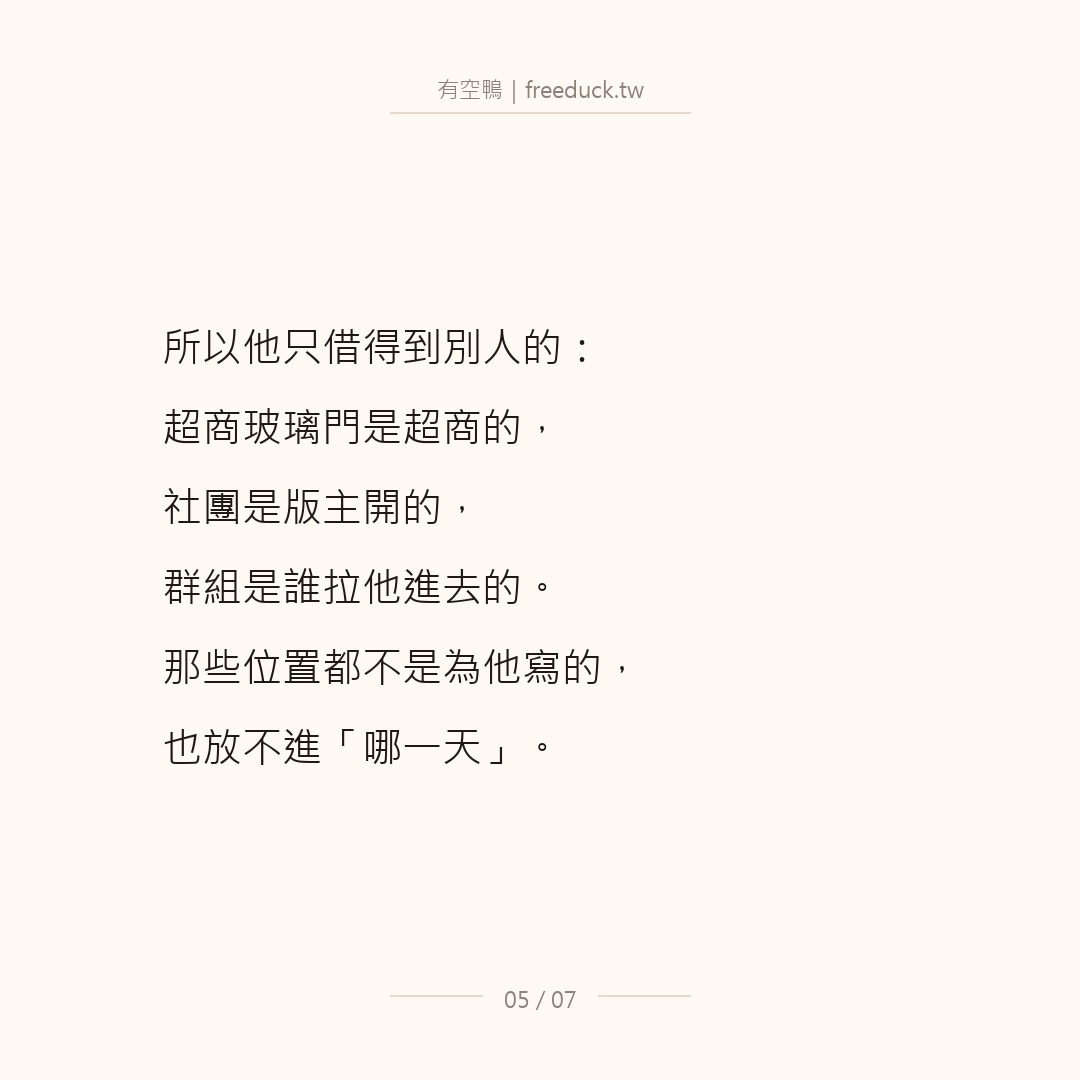 有空鴨｜freeduck.tw
所以他只借得到別人的：
超商玻璃門是超商的，
社團是版主開的，
群組是誰拉他進去的。
那些位置都不是為他寫的，
也放不進「哪一天」。
05 / 07